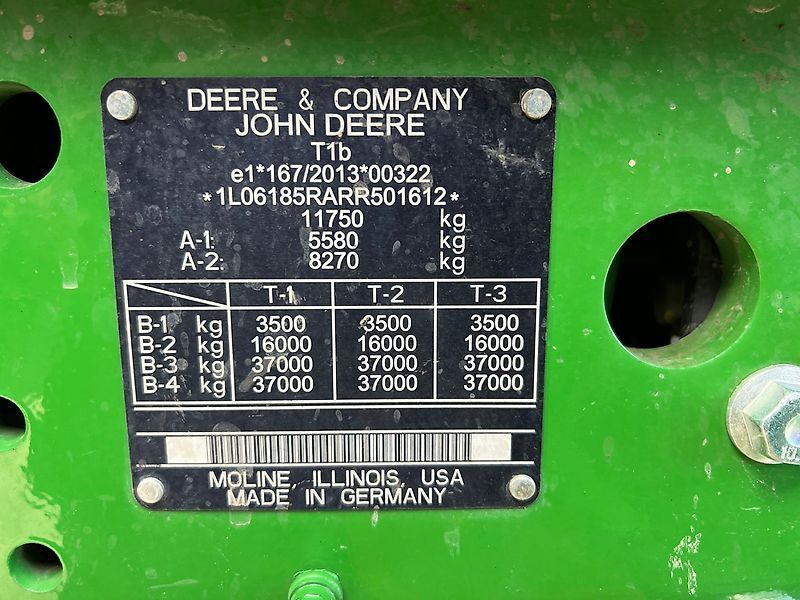 DEERE & COMPANY
JOHN DEERE
T1b
e1*167/2013*00322
*1L06185RARR501612*
11750 kg
A-1: 5580 kg
A-2: 8270 kg
T-1 T-2 T-3
B-1 kg 3500 3500 3500
B-2 kg 16000 16000 16000
B-3 kg 37000 37000 37000
B-4 kg 37000 37000 37000
MOLINE, ILLINOIS, USA
MADE IN GERMANY